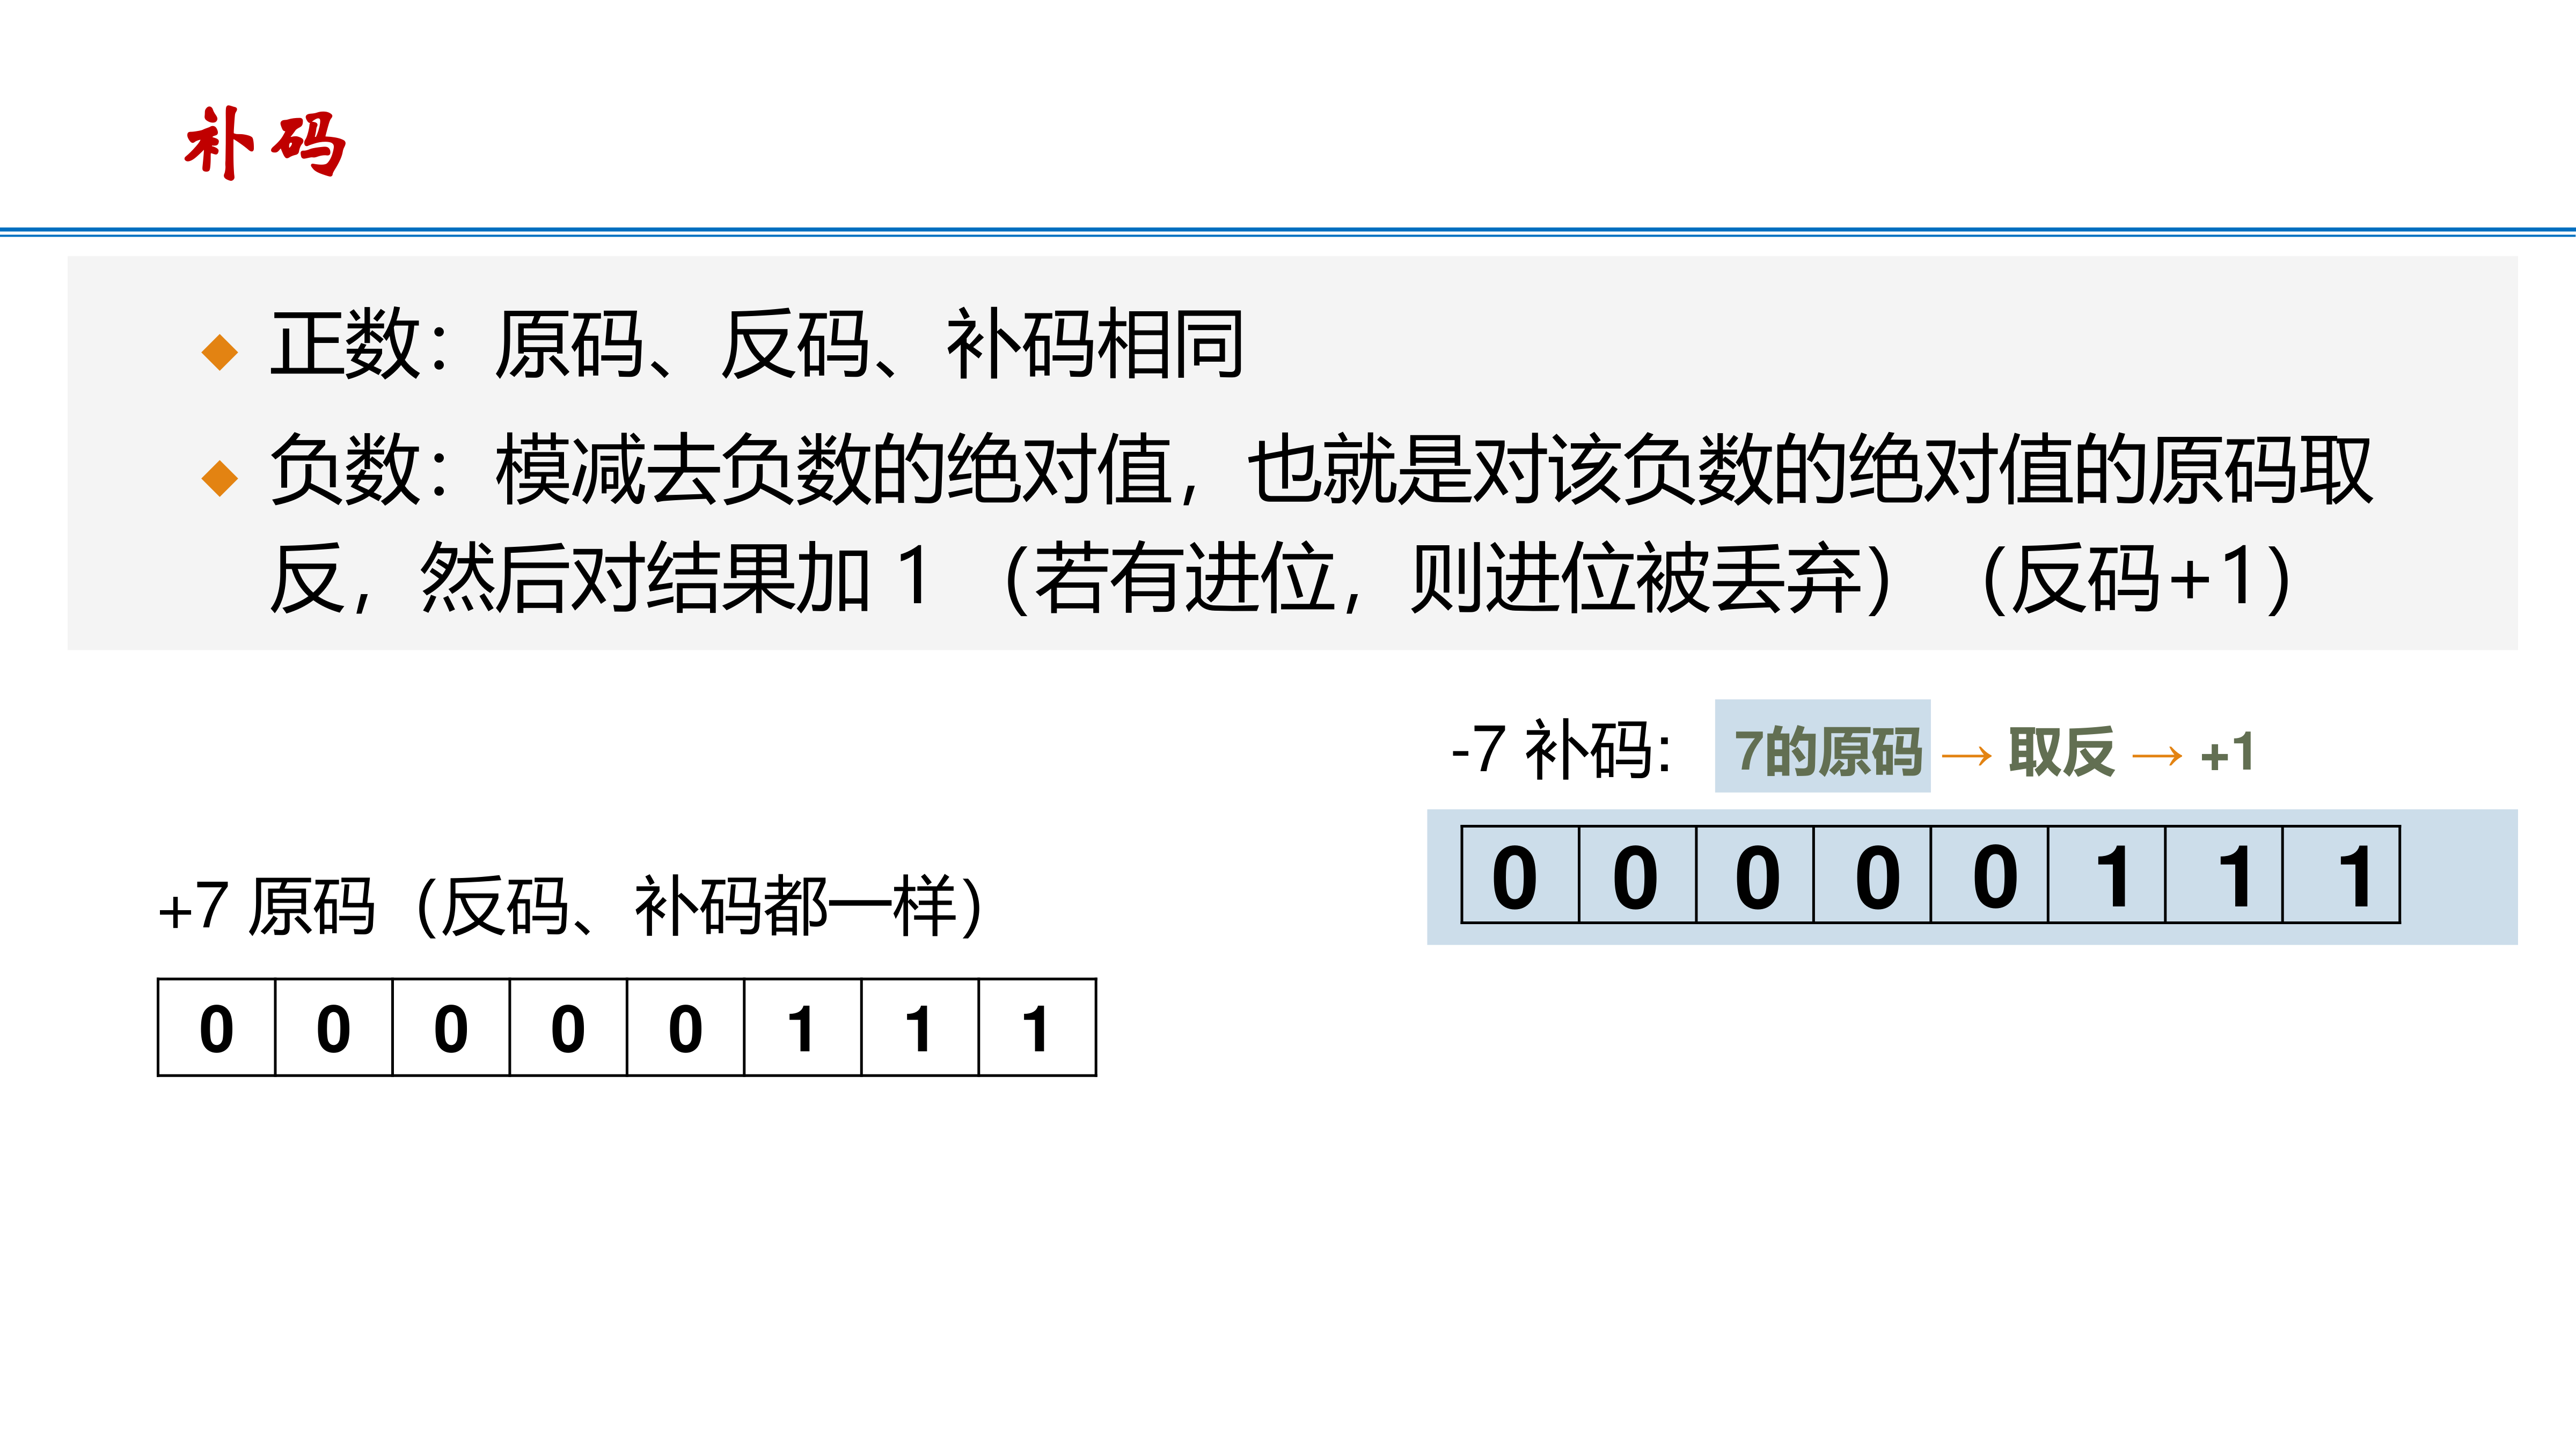 补码
◆ 正数：原码、反码、补码相同
◆ 负数：模减去负数的绝对值，也就是对该负数的绝对值的原码取
反，然后对结果加 1 （若有进位，则进位被丢弃） （反码+1）
-7 补码： 7的原码 → 取反 → +1
0 0 0 0 0 1 1 1
+7 原码（反码、补码都一样）
0 0 0 0 0 1 1 1